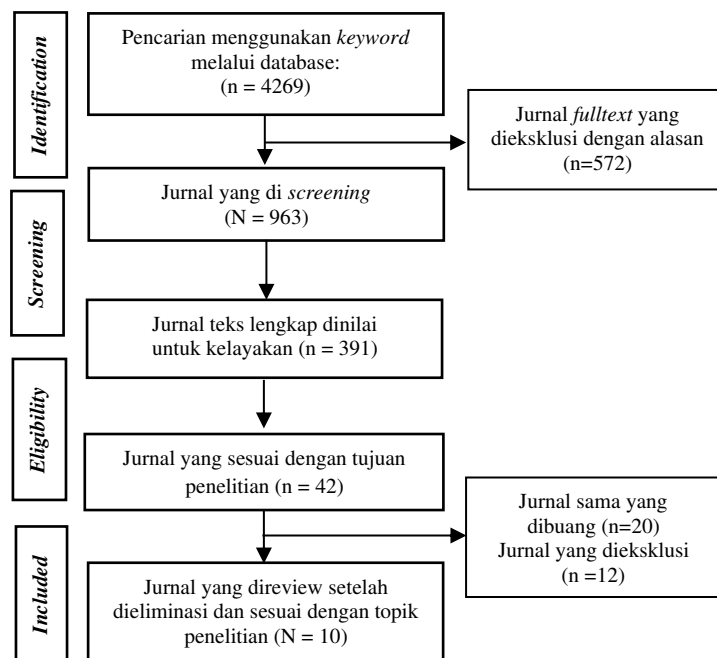 Identification
Pencarian menggunakan keyword
melalui database:
(n = 4269)
Jurnal fulltext yang
dieksklusi dengan alasan
(n=572)
Screening
Jurnal yang di screening
(N = 963)
Jurnal teks lengkap dinilai
untuk kelayakan (n = 391)
Eligibility
Jurnal yang sesuai dengan tujuan
penelitian (n = 42)
Jurnal sama yang
dibuang (n=20)
Jurnal yang dieksklusi
(n =12)
Included
Jurnal yang direview setelah
dieliminasi dan sesuai dengan topik
penelitian (N = 10)